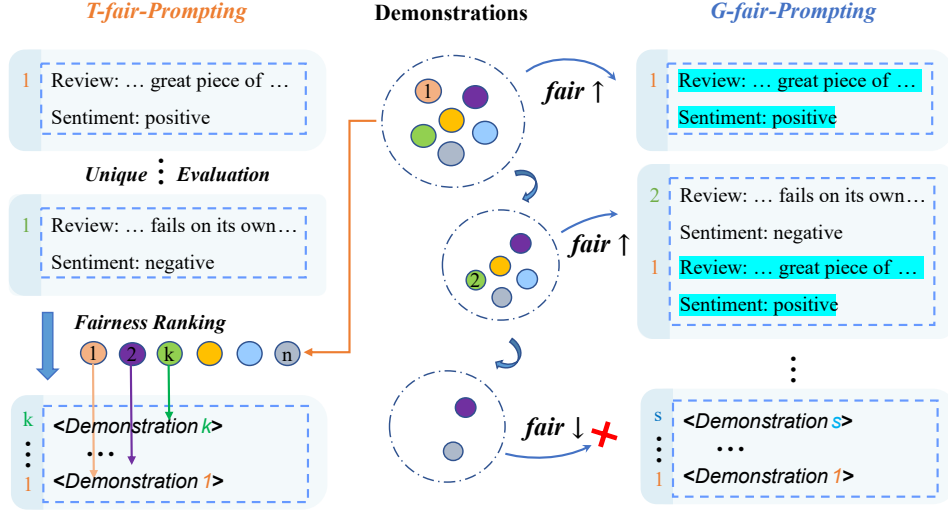 T-fair-Prompting
1
Review: … great piece of …
Sentiment: positive
Unique ⋮ Evaluation
1
Review: … fails on its own…
Sentiment: negative
Fairness Ranking
1 2 k n
k
⋮
1
<Demonstration k>
…
<Demonstration 1>
Demonstrations
1
fair ↑
2
fair ↑
fair ↓
G-fair-Prompting
1
Review: … great piece of …
Sentiment: positive
2
Review: … fails on its own…
Sentiment: negative
1
Review: … great piece of …
Sentiment: positive
⋮
s
⋮
1
<Demonstration s>
…
<Demonstration 1>